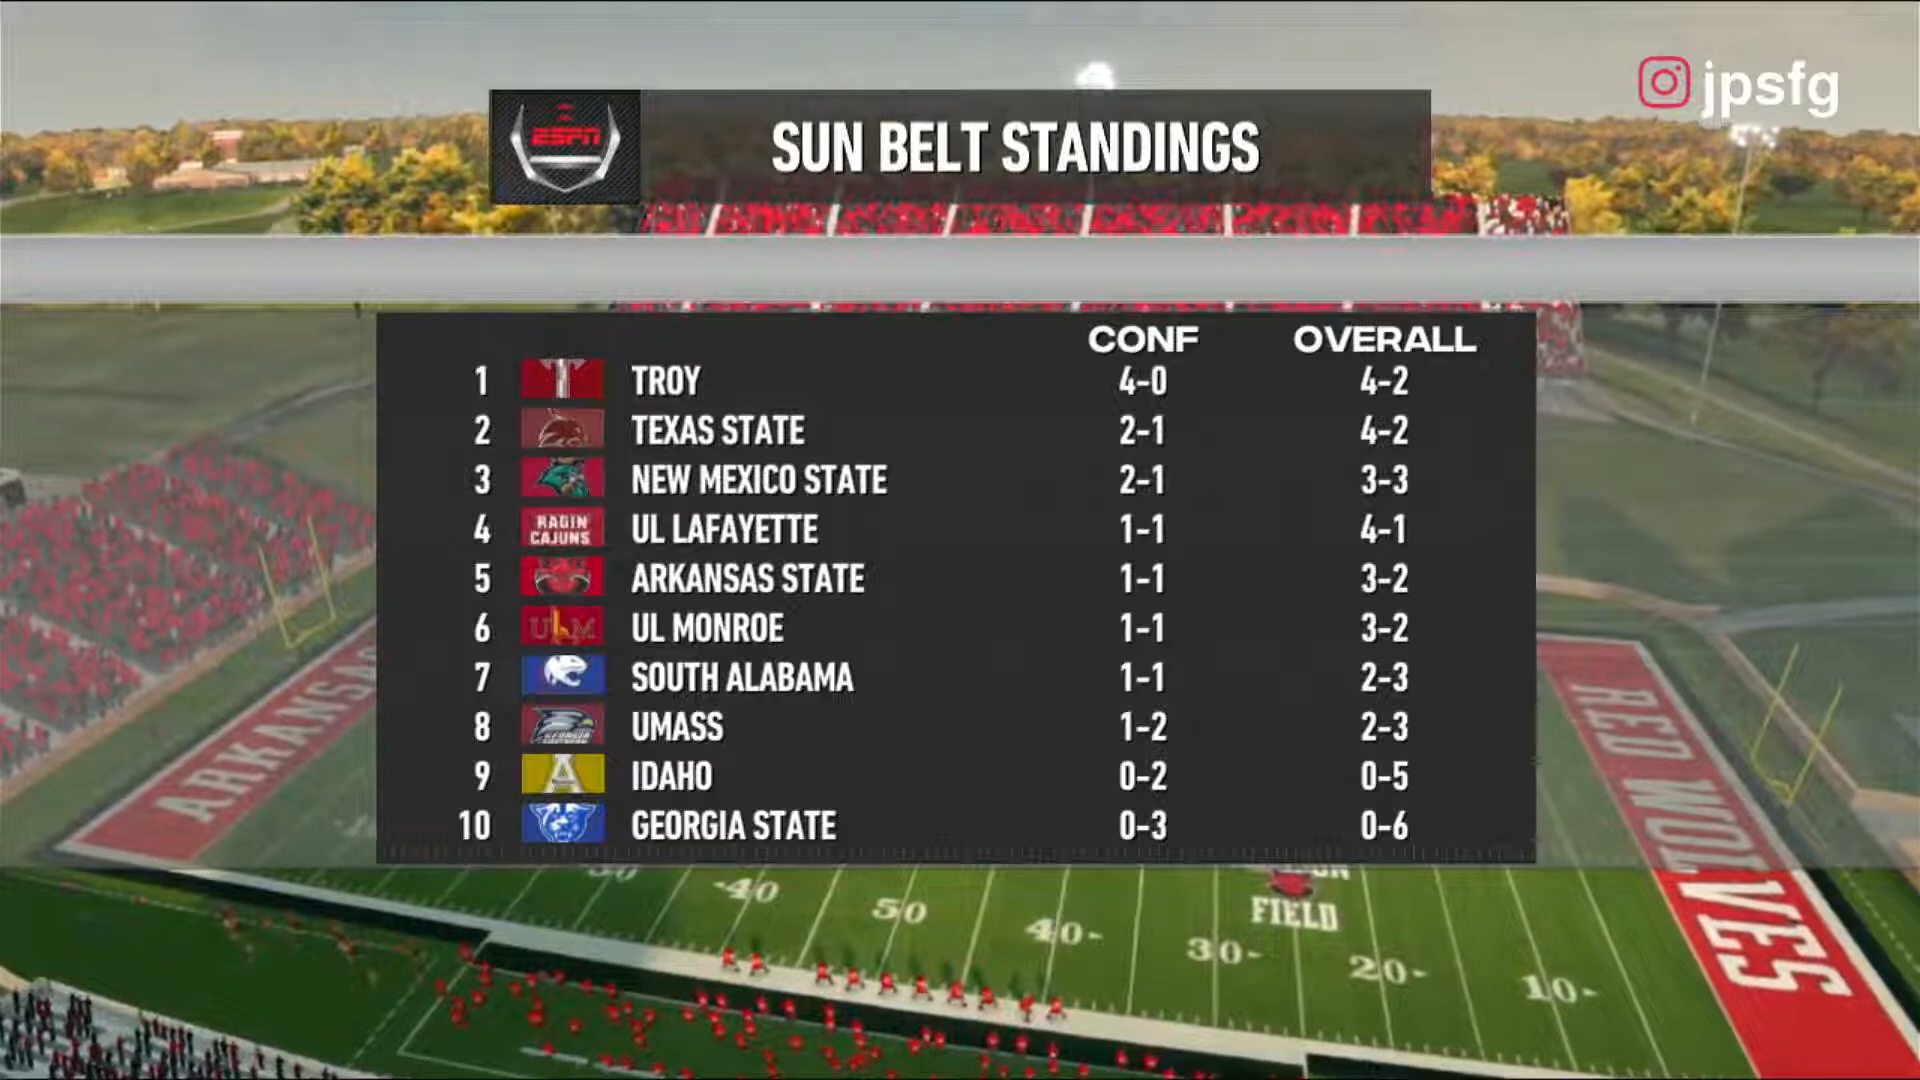 jpsfg
ESPN
SUN BELT STANDINGS
CONF OVERALL
1 T TROY 4-0 4-2
2 TEXAS STATE 2-1 4-2
3 NEW MEXICO STATE 2-1 3-3
4 RAGIN CAJUNS UL LAFAYETTE 1-1 4-1
5 ARKANSAS STATE 1-1 3-2
6 ULM UL MONROE 1-1 3-2
7 SOUTH ALABAMA 1-1 2-3
8 GEORGIA SOUTHERN UMASS 1-2 2-3
9 A IDAHO 0-2 0-5
10 GEORGIA STATE 0-3 0-6
ARKANSAS
RED WOLVES
40 50 40 30 20 10
FIELD